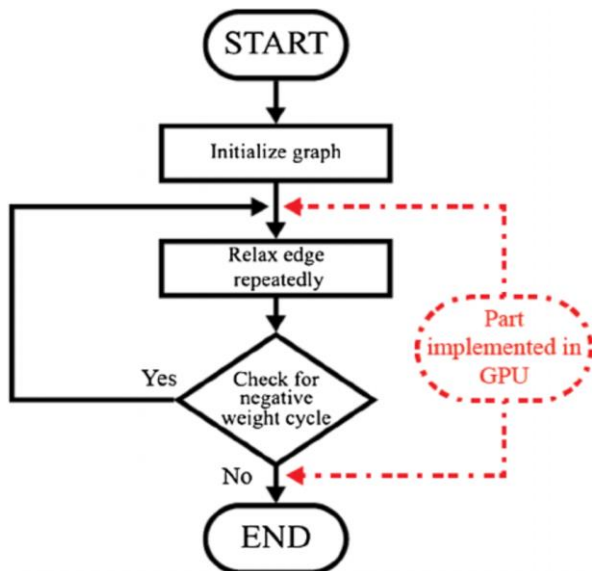 START
Initialize graph
Relax edge
repeatedly
Part
implemented in
GPU
Yes
Check for
negative
weight cycle
No
END